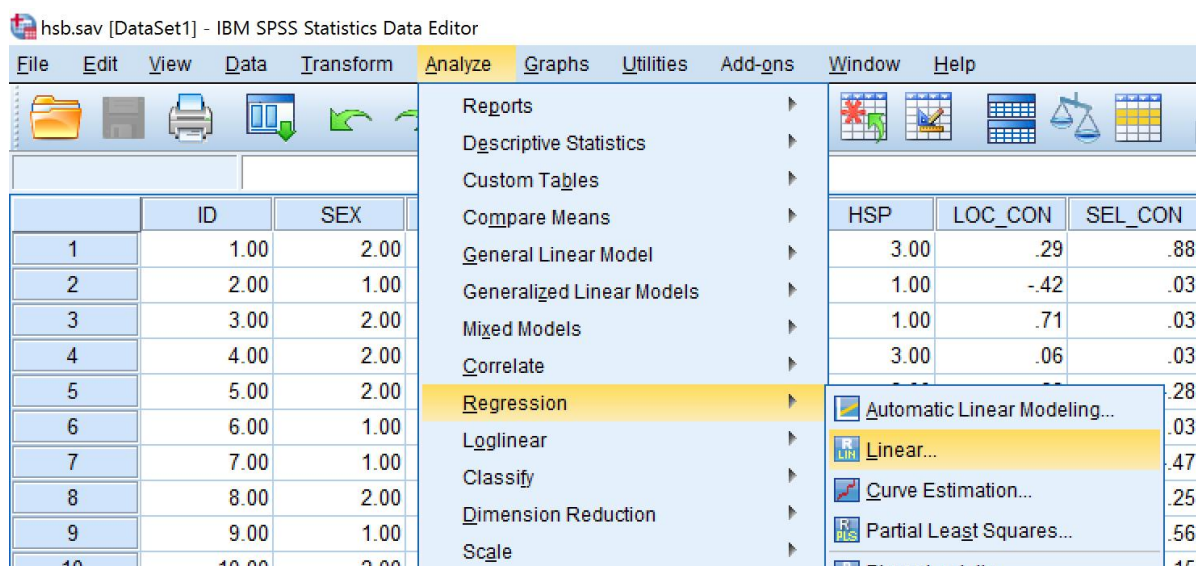 hsb.sav [DataSet1] - IBM SPSS Statistics Data Editor
File Edit View Data Transform Analyze Graphs Utilities Add-ons Window Help
Reports
Descriptive Statistics
Custom Tables
Compare Means
General Linear Model
Generalized Linear Models
Mixed Models
Correlate
Regression
Loglinear
Classify
Dimension Reduction
Scale
Automatic Linear Modeling...
Linear...
Curve Estimation...
Partial Least Squares...
ID SEX HSP LOC_CON SEL_CON
1 1.00 2.00 3.00 .29 .88
2 2.00 1.00 1.00 -.42 .03
3 3.00 2.00 1.00 .71 .03
4 4.00 2.00 3.00 .06 .03
5 5.00 2.00 .28
6 6.00 1.00 .03
7 7.00 1.00 .47
8 8.00 2.00 .25
9 9.00 1.00 .56